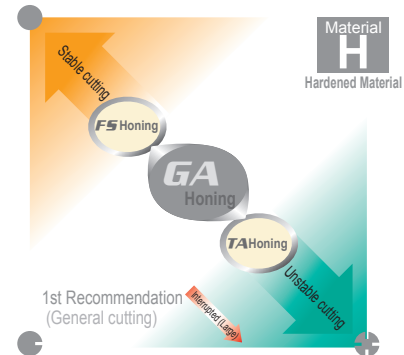 Material
H
Hardened Material
Stable cutting
FS Honing
GA
Honing
TA Honing
Unstable cutting
1st Recommendation
(General cutting)
Interrupted (Large)